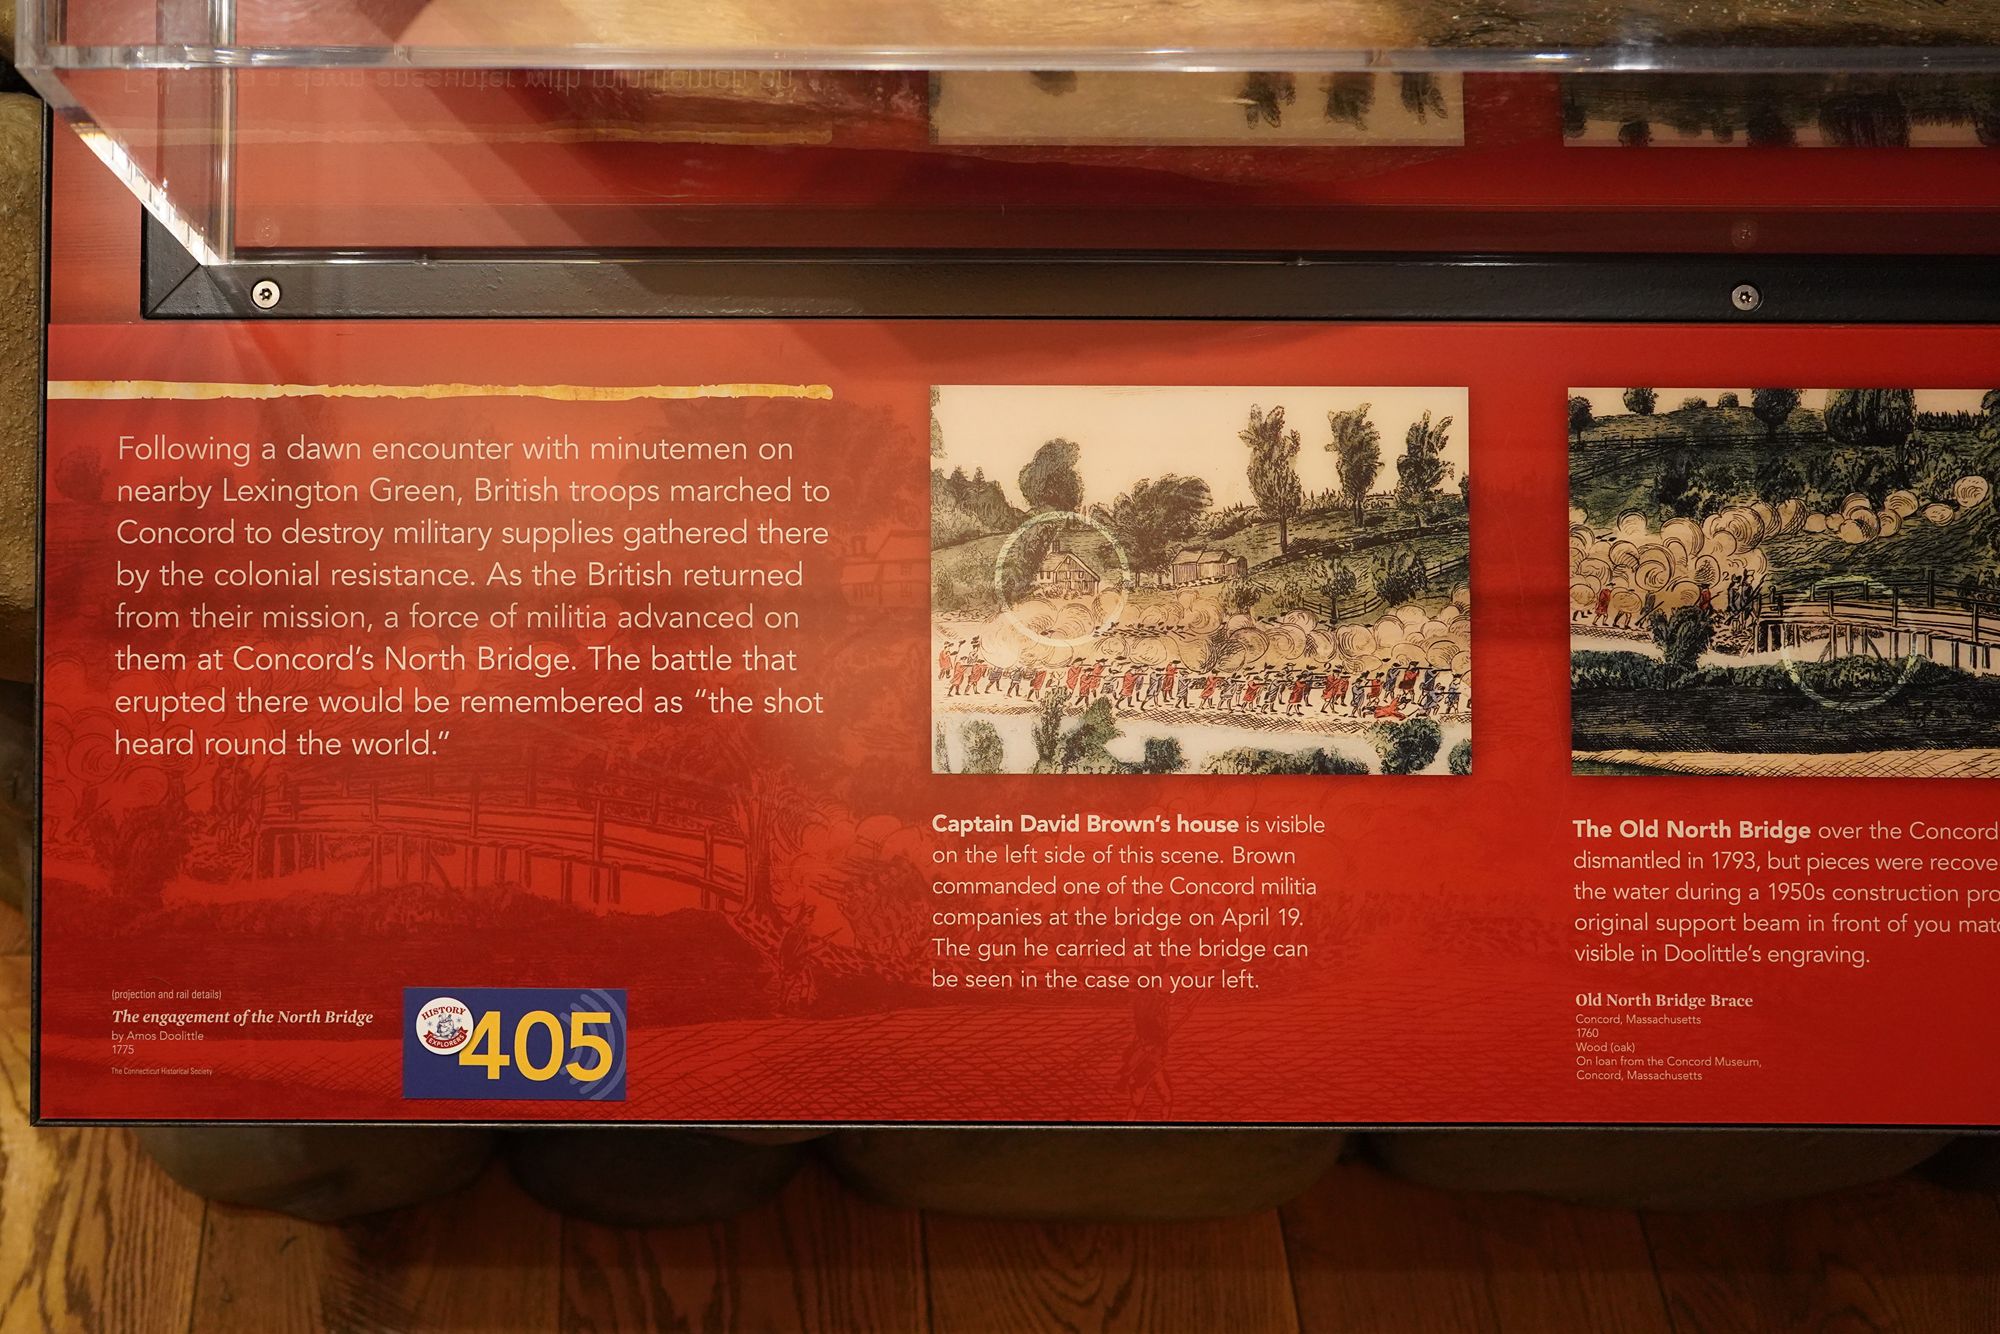 Following a dawn encounter with minutemen on
nearby Lexington Green, British troops marched to
Concord to destroy military supplies gathered there
by the colonial resistance. As the British returned
from their mission, a force of militia advanced on
them at Concord's North Bridge. The battle that
erupted there would be remembered as “the shot
heard round the world.”
(projection and rail details)
The engagement of the North Bridge
by Amos Doolittle
1775
The Connecticut Historical Society
HISTORY
EXPLORERS
405
Captain David Brown's house is visible
on the left side of this scene. Brown
commanded one of the Concord militia
companies at the bridge on April 19.
The gun he carried at the bridge can
be seen in the case on your left.
The Old North Bridge over the Concord
dismantled in 1793, but pieces were recove
the water during a 1950s construction pro
original support beam in front of you mat
visible in Doolittle's engraving.
Old North Bridge Brace
Concord, Massachusetts
1760
Wood (oak)
On loan from the Concord Museum,
Concord, Massachusetts